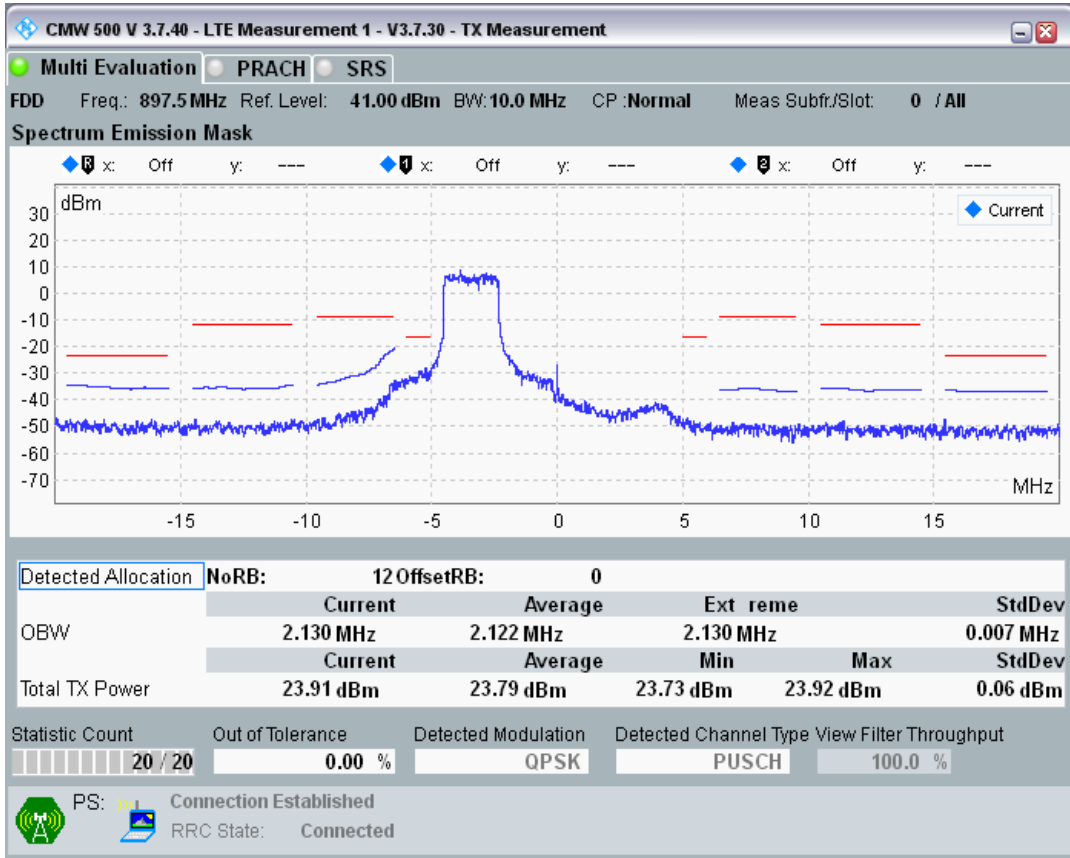 CMW 500 V 3.7.40 - LTE Measurement 1 - V3.7.30 - TX Measurement
Multi Evaluation PRACH SRS
FDD Freq.: 897.5 MHz Ref. Level: 41.00 dBm BW: 10.0 MHz CP :Normal Meas Subfr./Slot: 0 / All
Spectrum Emission Mask
R x: Off y: --- 1 x: Off y: --- 2 x: Off y: ---
dBm
Current
30
20
10
0
-10
-20
-30
-40
-50
-60
-70
MHz
-15 -10 -5 0 5 10 15
Detected Allocation NoRB: 12 OffsetRB: 0
Current Average Ext reme StdDev
OBW 2.130 MHz 2.122 MHz 2.130 MHz 0.007 MHz
Current Average Min Max StdDev
Total TX Power 23.91 dBm 23.79 dBm 23.73 dBm 23.92 dBm 0.06 dBm
Statistic Count Out of Tolerance Detected Modulation Detected Channel Type View Filter Throughput
20 / 20 0.00 % QPSK PUSCH 100.0 %
PS: Connection Established
RRC State: Connected